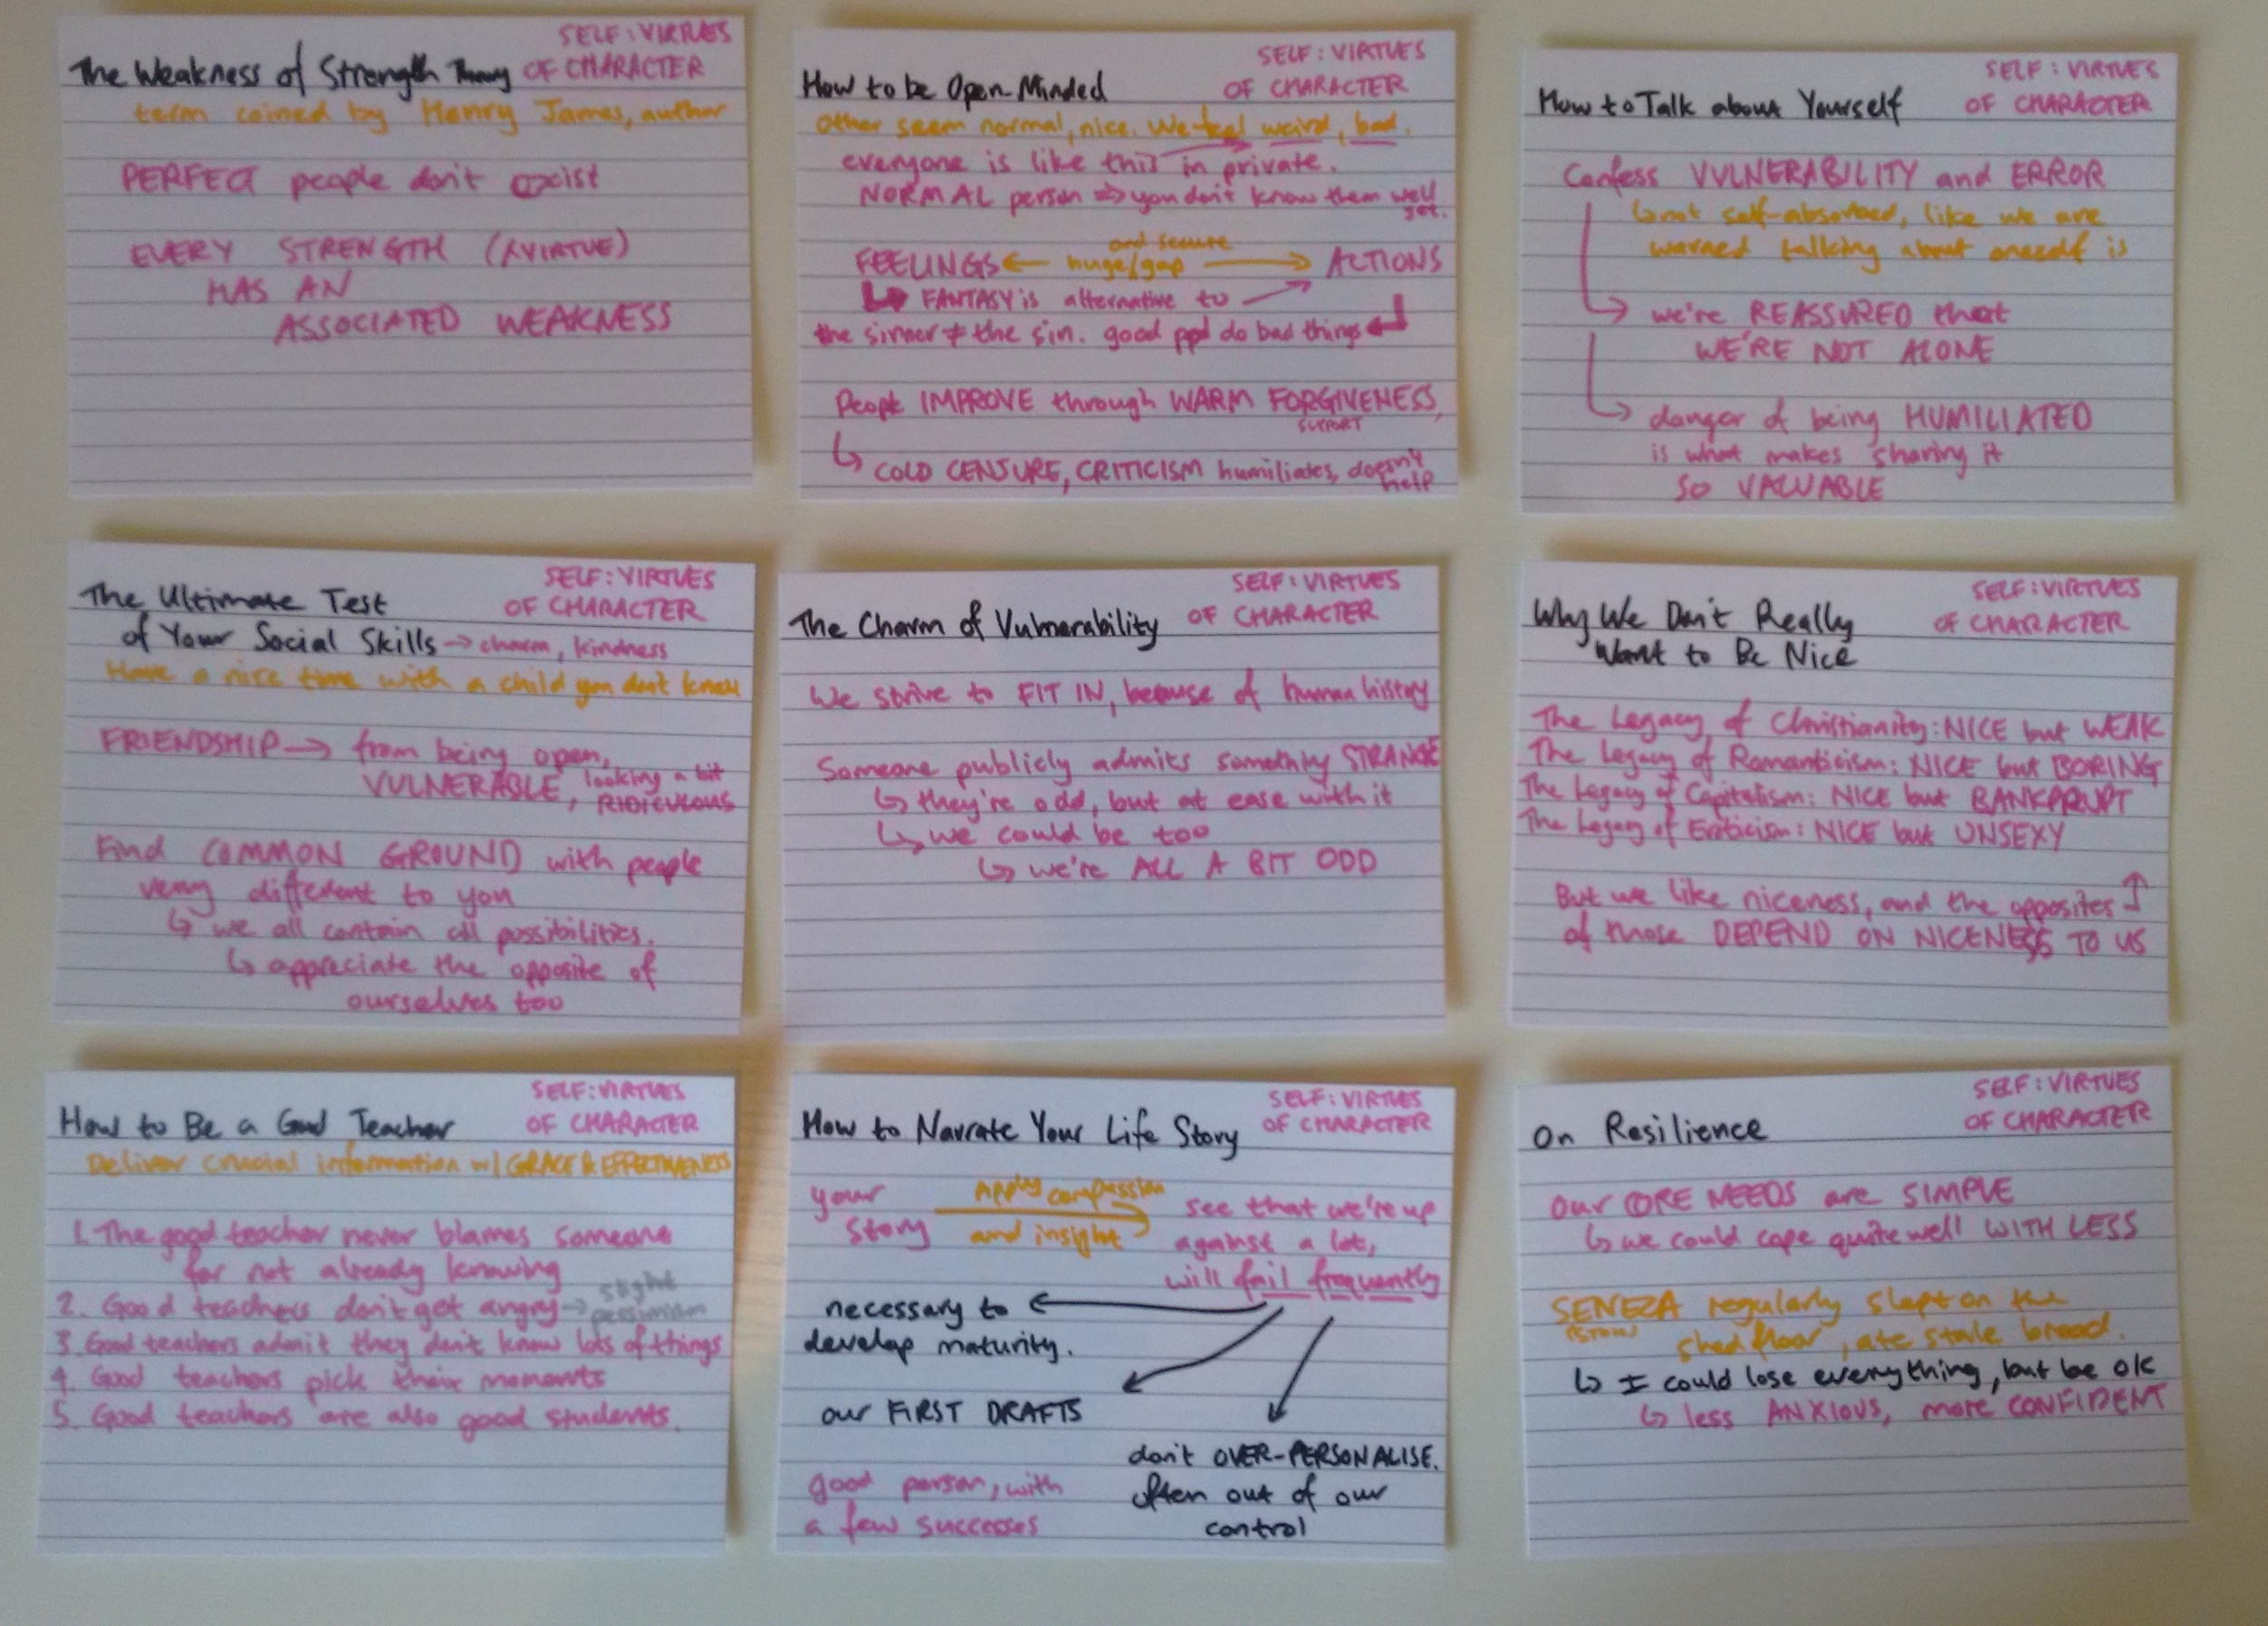 SELF: VIRTUES
The Weakness of Strength Theory OF CHARACTER
term coined by Henry James, author
PERFECT people don't exist
EVERY STRENGTH (/VIRTUE)
HAS AN
ASSOCIATED WEAKNESS
SELF: VIRTUES
How to be Open-Minded OF CHARACTER
Other seem normal, nice. We feel weird, bad.
everyone is like this in private.
NORMAL person => you don't know them well
yet.
and secure
FEELINGS ← huge/gap → ACTIONS
↳ FANTASY is alternative to
the sinner ≠ the sin. good ppl do bad things
People IMPROVE through WARM FORGIVENESS,
SUPPORT
↳ COLD CENSURE, CRITICISM humiliates, doesn't
help
SELF: VIRTUES
How to Talk about Yourself OF CHARACTER
Confess VULNERABILITY and ERROR
↳ not self-absorbed, like we are
warned talking about oneself is
→ we're REASSURED that
WE'RE NOT ALONE
→ danger of being HUMILIATED
is what makes sharing it
SO VALUABLE
SELF: VIRTUES
The Ultimate Test OF CHARACTER
of Your Social Skills → charm, kindness
Have a nice time with a child you don't know
FRIENDSHIP → from being open,
VULNERABLE, looking a bit
RIDICULOUS
Find COMMON GROUND with people
very different to you
↳ we all contain all possibilities.
↳ appreciate the opposite of
ourselves too
SELF: VIRTUES
The Charm of Vulnerability OF CHARACTER
We strive to FIT IN, because of human history
Someone publicly admits something STRANGE
↳ they're odd, but at ease with it
↳ we could be too
↳ we're ALL A BIT ODD
SELF: VIRTUES
Why We Don't Really OF CHARACTER
Want to Be Nice
The Legacy of Christianity: NICE but WEAK
The Legacy of Romanticism: NICE but BORING
The Legacy of Capitalism: NICE but BANKPRUPT
The Legacy of Eroticism: NICE but UNSEXY
But we like niceness, and the opposites ↑
of those DEPEND ON NICENESS TO US
SELF: VIRTUES
How to Be a Good Teacher OF CHARACTER
Deliver crucial information w/ GRACE & EFFECTIVENESS
1. The good teacher never blames someone
for not already knowing
2. Good teachers don't get angry → slight
pessimism
3. Good teachers admit they don't know lots of things
4. Good teachers pick their moments
5. Good teachers are also good students.
SELF: VIRTUES
How to Narrate Your Life Story OF CHARACTER
your Apply compassion see that we're up
story and insight against a lot,
will fail frequently
necessary to
develop maturity.
our FIRST DRAFTS
don't OVER-PERSONALISE.
good person, with often out of our
a few successes control
SELF: VIRTUES
On Resilience OF CHARACTER
our CORE NEEDS are SIMPLE
↳ we could cope quite well WITH LESS
SENECA regularly slept on the
(STOIC) shed floor, ate stale bread.
↳ I could lose everything, but be ok
↳ less ANXIOUS, more CONFIDENT